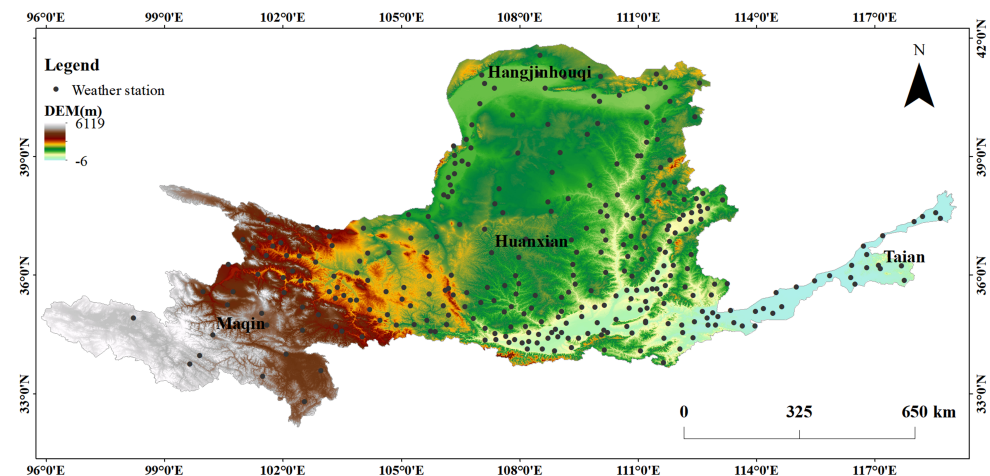 96°0'E 99°0'E 102°0'E 105°0'E 108°0'E 111°0'E 114°0'E 117°0'E
42°0'N 42°0'N
N
Legend
Weather station
DEM(m)
6119
-6
Hangjinhouqi
39°0'N 39°0'N
Huanxian
Taian
36°0'N 36°0'N
Maqin
33°0'N 33°0'N
0 325 650 km
96°0'E 99°0'E 102°0'E 105°0'E 108°0'E 111°0'E 114°0'E 117°0'E